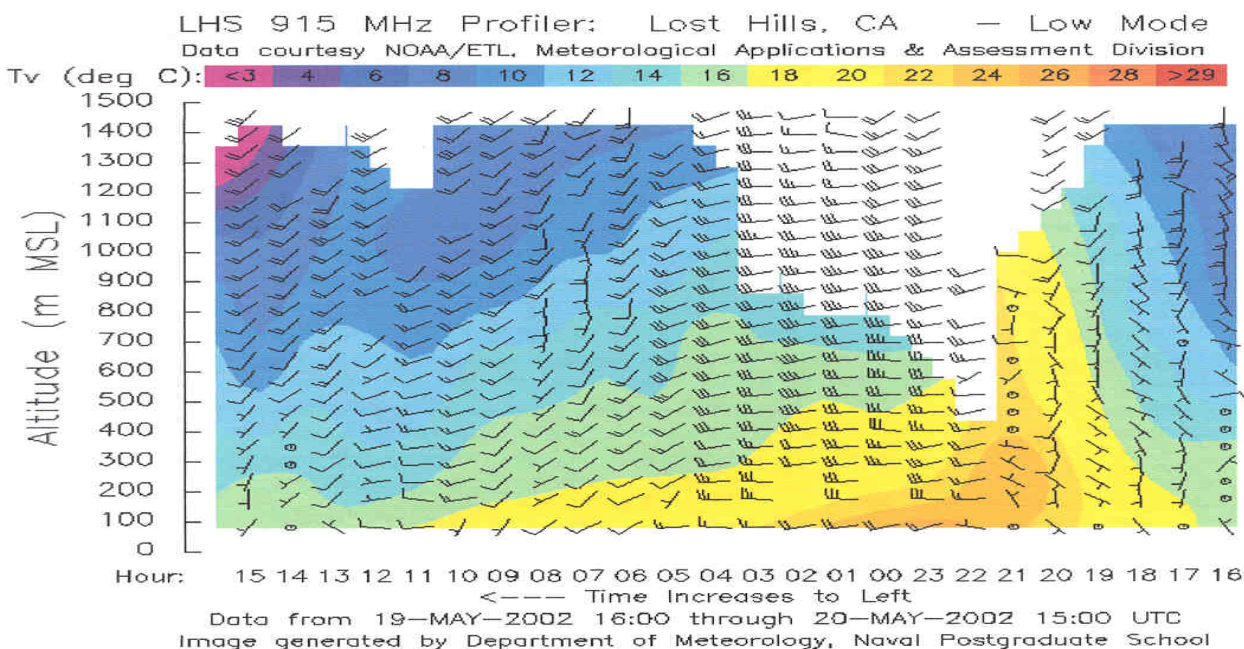 LHS 915 MHz Profiler: Lost Hills, CA — Low Mode
Data courtesy NOAA/ETL, Meteorological Applications & Assessment Division
Tv (deg C): <3 4 6 8 10 12 14 16 18 20 22 24 26 28 >29
1500
1400
1300
1200
1100
1000
900
800
700
600
500
400
300
200
100
0
Altitude (m MSL)
Hour: 15 14 13 12 11 10 09 08 07 06 05 04 03 02 01 00 23 22 21 20 19 18 17 16
<---- Time Increases to Left
Data from 19-MAY-2002 16:00 through 20-MAY-2002 15:00 UTC
Image generated by Department of Meteorology, Naval Postgraduate School